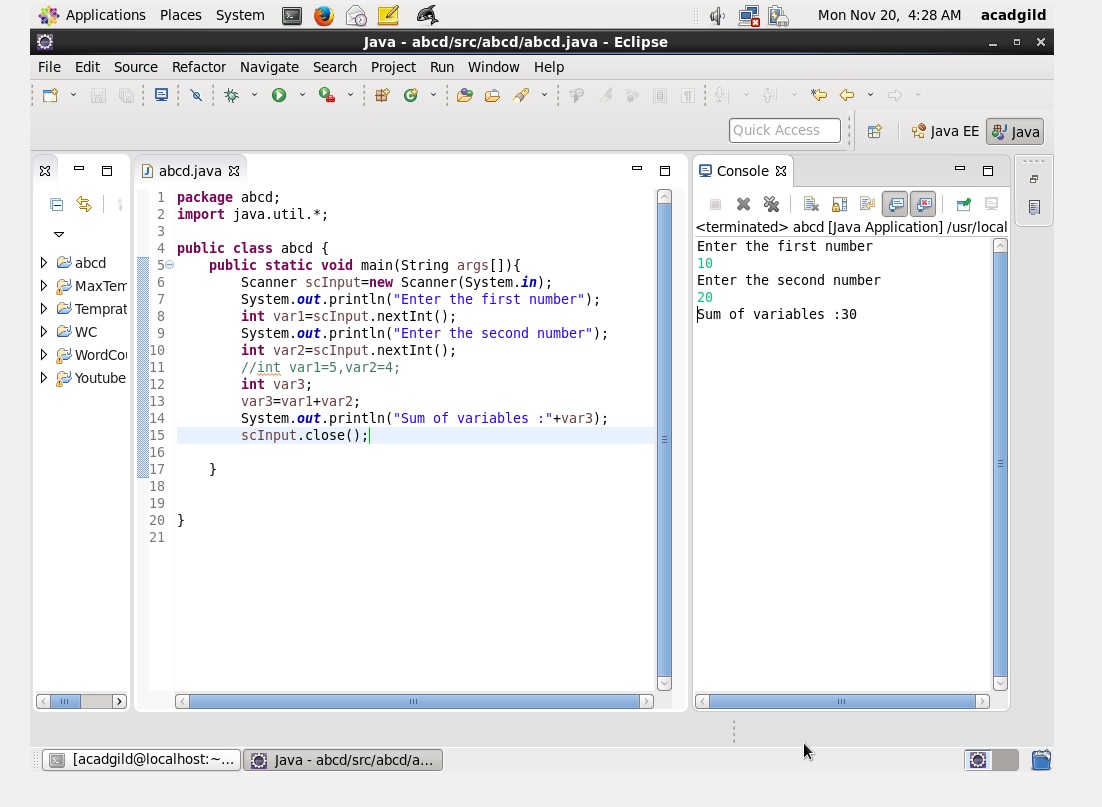 Applications Places System Mon Nov 20, 4:28 AM acadgild
Java - abcd/src/abcd/abcd.java - Eclipse
File Edit Source Refactor Navigate Search Project Run Window Help
Quick Access Java EE Java
abcd
MaxTem
Temprat
WC
WordCou
Youtube
abcd.java
1 package abcd;
2 import java.util.*;
3
4 public class abcd {
5 public static void main(String args[]){
6 Scanner scInput=new Scanner(System.in);
7 System.out.println("Enter the first number");
8 int var1=scInput.nextInt();
9 System.out.println("Enter the second number");
10 int var2=scInput.nextInt();
11 //int var1=5,var2=4;
12 int var3;
13 var3=var1+var2;
14 System.out.println("Sum of variables :"+var3);
15 scInput.close();
16
17 }
18
19
20 }
21
Console
<terminated> abcd [Java Application] /usr/local
Enter the first number
10
Enter the second number
20
Sum of variables :30
[acadgild@localhost:~... Java - abcd/src/abcd/a...